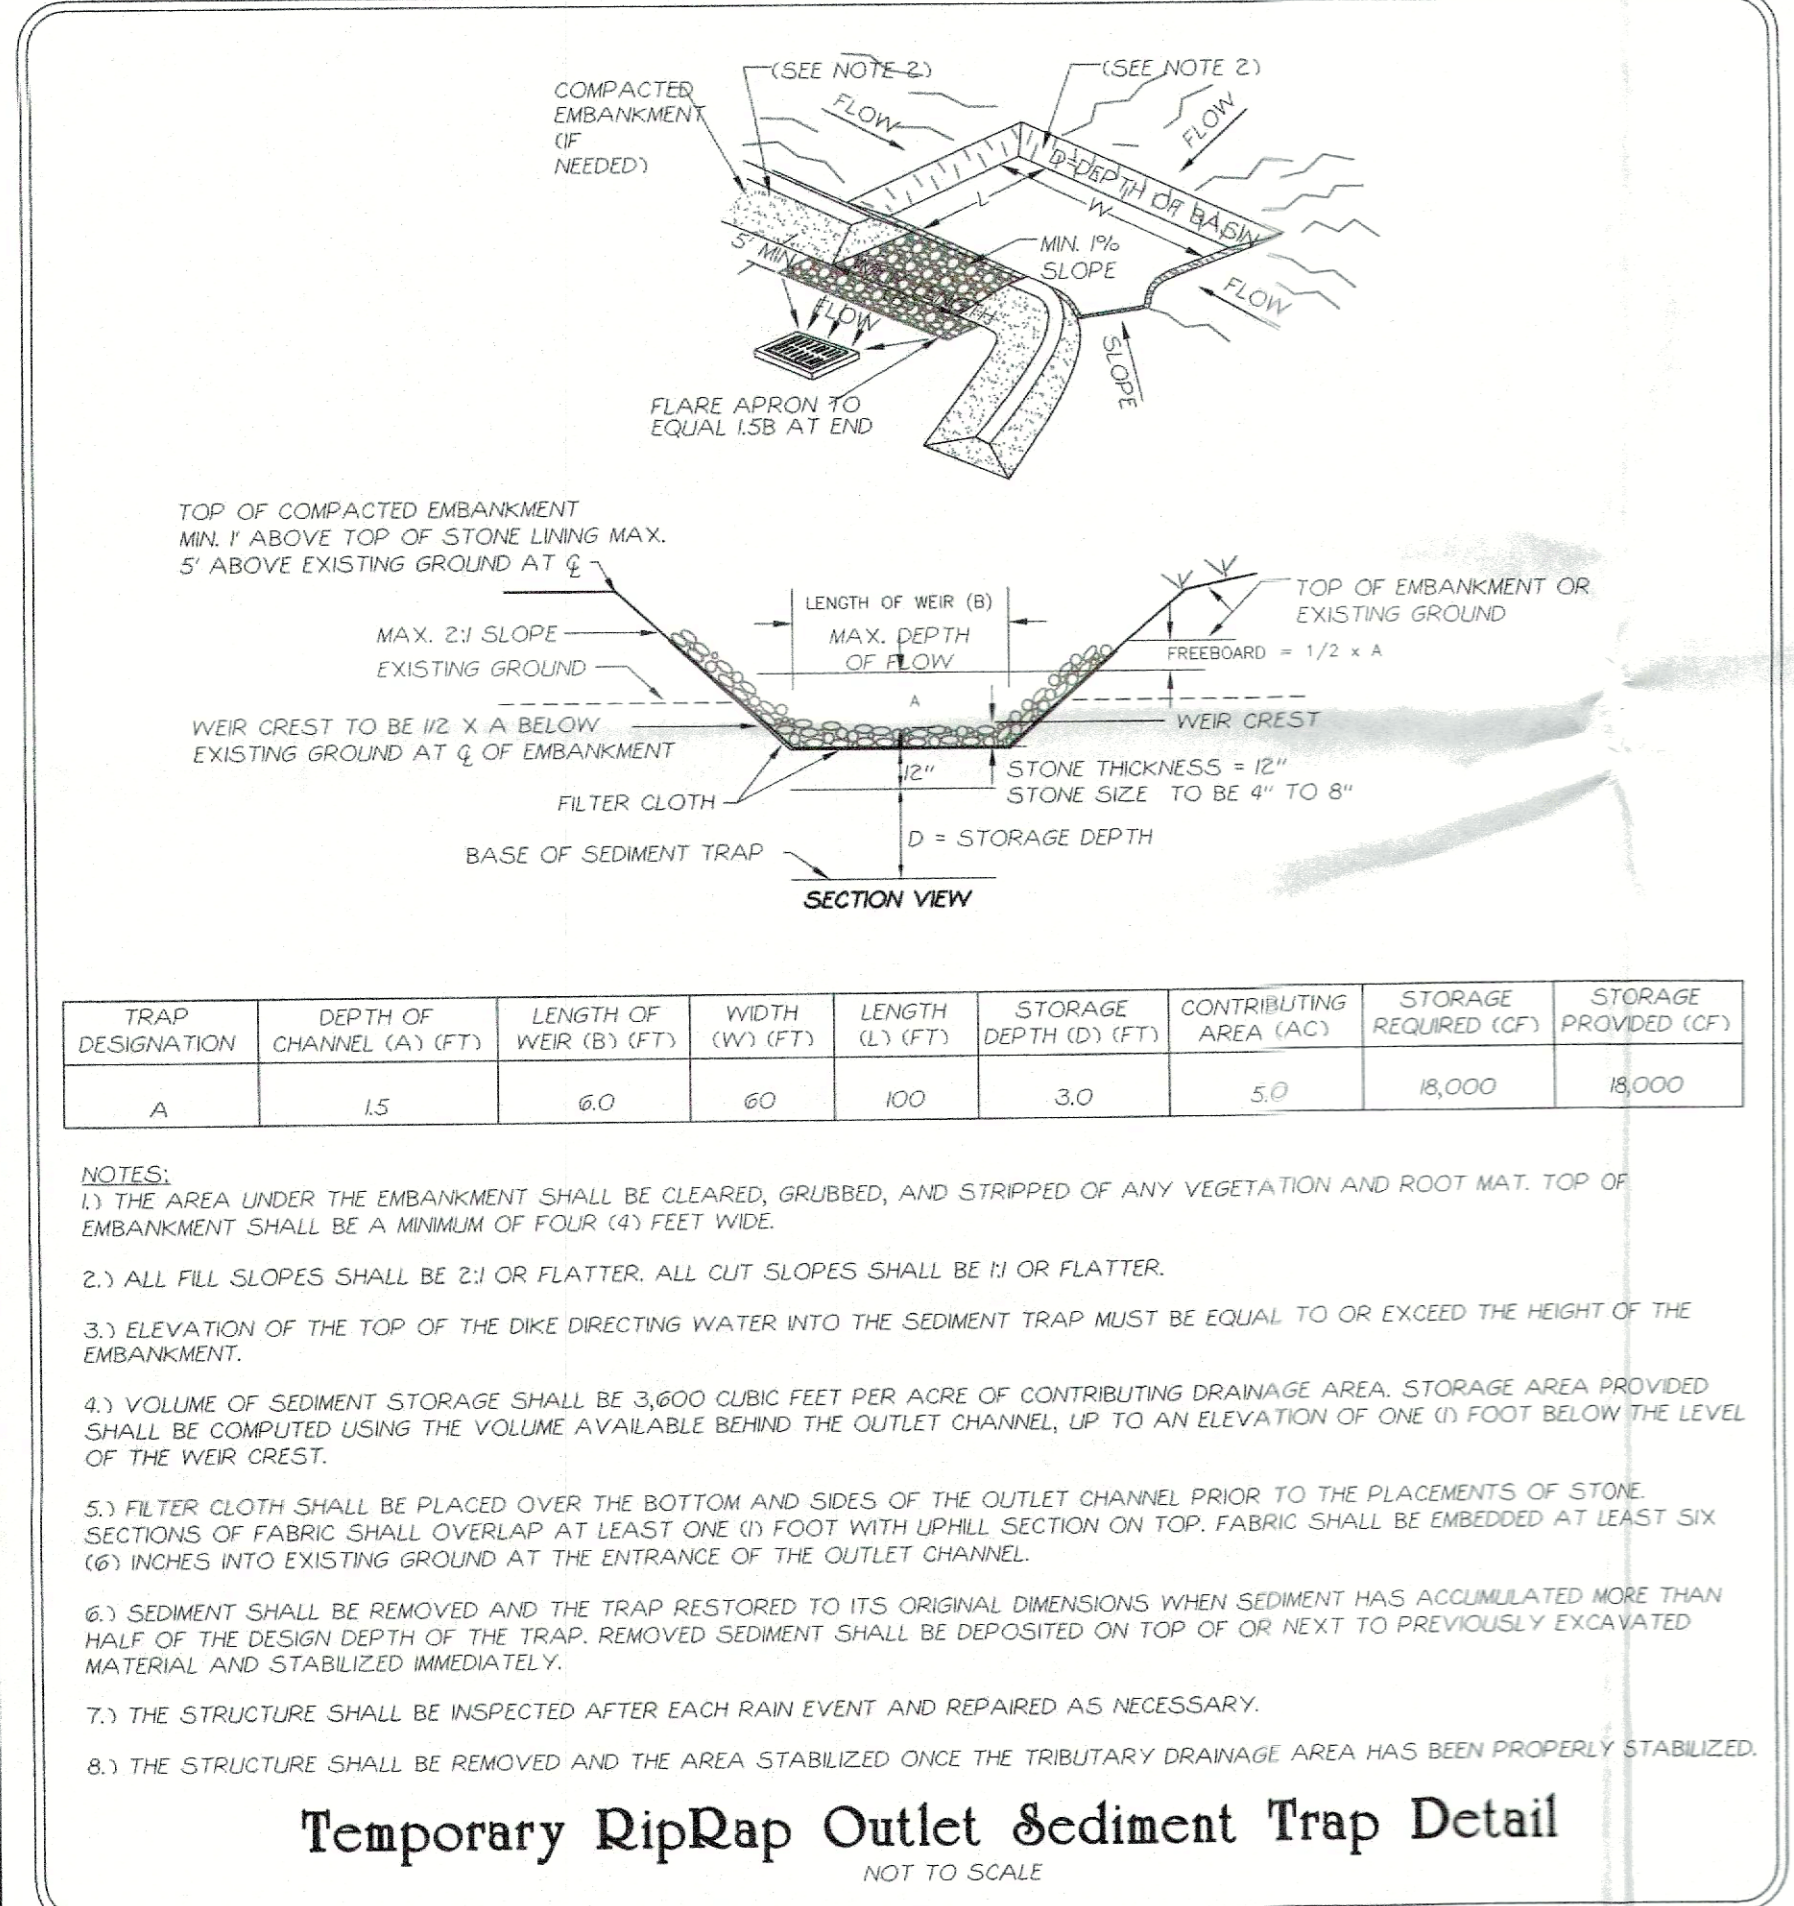 (SEE NOTE 2)
(SEE NOTE 2)
COMPACTED
EMBANKMENT
(IF
NEEDED)
FLOW
FLOW
D=DEPTH OF BASIN
L
W
5' MIN.
MIN. 1%
SLOPE
FLOW
FLOW
SLOPE
FLARE APRON TO
EQUAL 1.5B AT END
TOP OF COMPACTED EMBANKMENT
MIN. 1' ABOVE TOP OF STONE LINING MAX.
5' ABOVE EXISTING GROUND AT ℄
LENGTH OF WEIR (B)
MAX. DEPTH
OF FLOW
TOP OF EMBANKMENT OR
EXISTING GROUND
MAX. 2:1 SLOPE
EXISTING GROUND
FREEBOARD = 1/2 x A
A
WEIR CREST TO BE 1/2 X A BELOW
EXISTING GROUND AT ℄ OF EMBANKMENT
WEIR CREST
12"
STONE THICKNESS = 12"
STONE SIZE TO BE 4" TO 8"
FILTER CLOTH
D = STORAGE DEPTH
BASE OF SEDIMENT TRAP
SECTION VIEW
TRAP DESIGNATION
DEPTH OF CHANNEL (A) (FT)
LENGTH OF WEIR (B) (FT)
WIDTH (W) (FT)
LENGTH (L) (FT)
STORAGE DEPTH (D) (FT)
CONTRIBUTING AREA (AC)
STORAGE REQUIRED (CF)
STORAGE PROVIDED (CF)
A 1.5 6.0 60 100 3.0 5.0 18,000 18,000
NOTES:
1.) THE AREA UNDER THE EMBANKMENT SHALL BE CLEARED, GRUBBED, AND STRIPPED OF ANY VEGETATION AND ROOT MAT. TOP OF
EMBANKMENT SHALL BE A MINIMUM OF FOUR (4) FEET WIDE.
2.) ALL FILL SLOPES SHALL BE 2:1 OR FLATTER. ALL CUT SLOPES SHALL BE 1:1 OR FLATTER.
3.) ELEVATION OF THE TOP OF THE DIKE DIRECTING WATER INTO THE SEDIMENT TRAP MUST BE EQUAL TO OR EXCEED THE HEIGHT OF THE
EMBANKMENT.
4.) VOLUME OF SEDIMENT STORAGE SHALL BE 3,600 CUBIC FEET PER ACRE OF CONTRIBUTING DRAINAGE AREA. STORAGE AREA PROVIDED
SHALL BE COMPUTED USING THE VOLUME AVAILABLE BEHIND THE OUTLET CHANNEL, UP TO AN ELEVATION OF ONE (1) FOOT BELOW THE LEVEL
OF THE WEIR CREST.
5.) FILTER CLOTH SHALL BE PLACED OVER THE BOTTOM AND SIDES OF THE OUTLET CHANNEL PRIOR TO THE PLACEMENTS OF STONE.
SECTIONS OF FABRIC SHALL OVERLAP AT LEAST ONE (1) FOOT WITH UPHILL SECTION ON TOP. FABRIC SHALL BE EMBEDDED AT LEAST SIX
(6) INCHES INTO EXISTING GROUND AT THE ENTRANCE OF THE OUTLET CHANNEL.
6.) SEDIMENT SHALL BE REMOVED AND THE TRAP RESTORED TO ITS ORIGINAL DIMENSIONS WHEN SEDIMENT HAS ACCUMULATED MORE THAN
HALF OF THE DESIGN DEPTH OF THE TRAP. REMOVED SEDIMENT SHALL BE DEPOSITED ON TOP OF OR NEXT TO PREVIOUSLY EXCAVATED
MATERIAL AND STABILIZED IMMEDIATELY.
7.) THE STRUCTURE SHALL BE INSPECTED AFTER EACH RAIN EVENT AND REPAIRED AS NECESSARY.
8.) THE STRUCTURE SHALL BE REMOVED AND THE AREA STABILIZED ONCE THE TRIBUTARY DRAINAGE AREA HAS BEEN PROPERLY STABILIZED.
Temporary RipRap Outlet Sediment Trap Detail
NOT TO SCALE